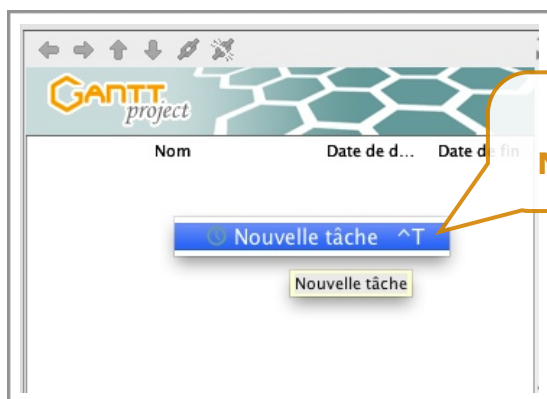 GANTT
project
Nom Date de d... Date de fin
N
Nouvelle tâche ^T
Nouvelle tâche